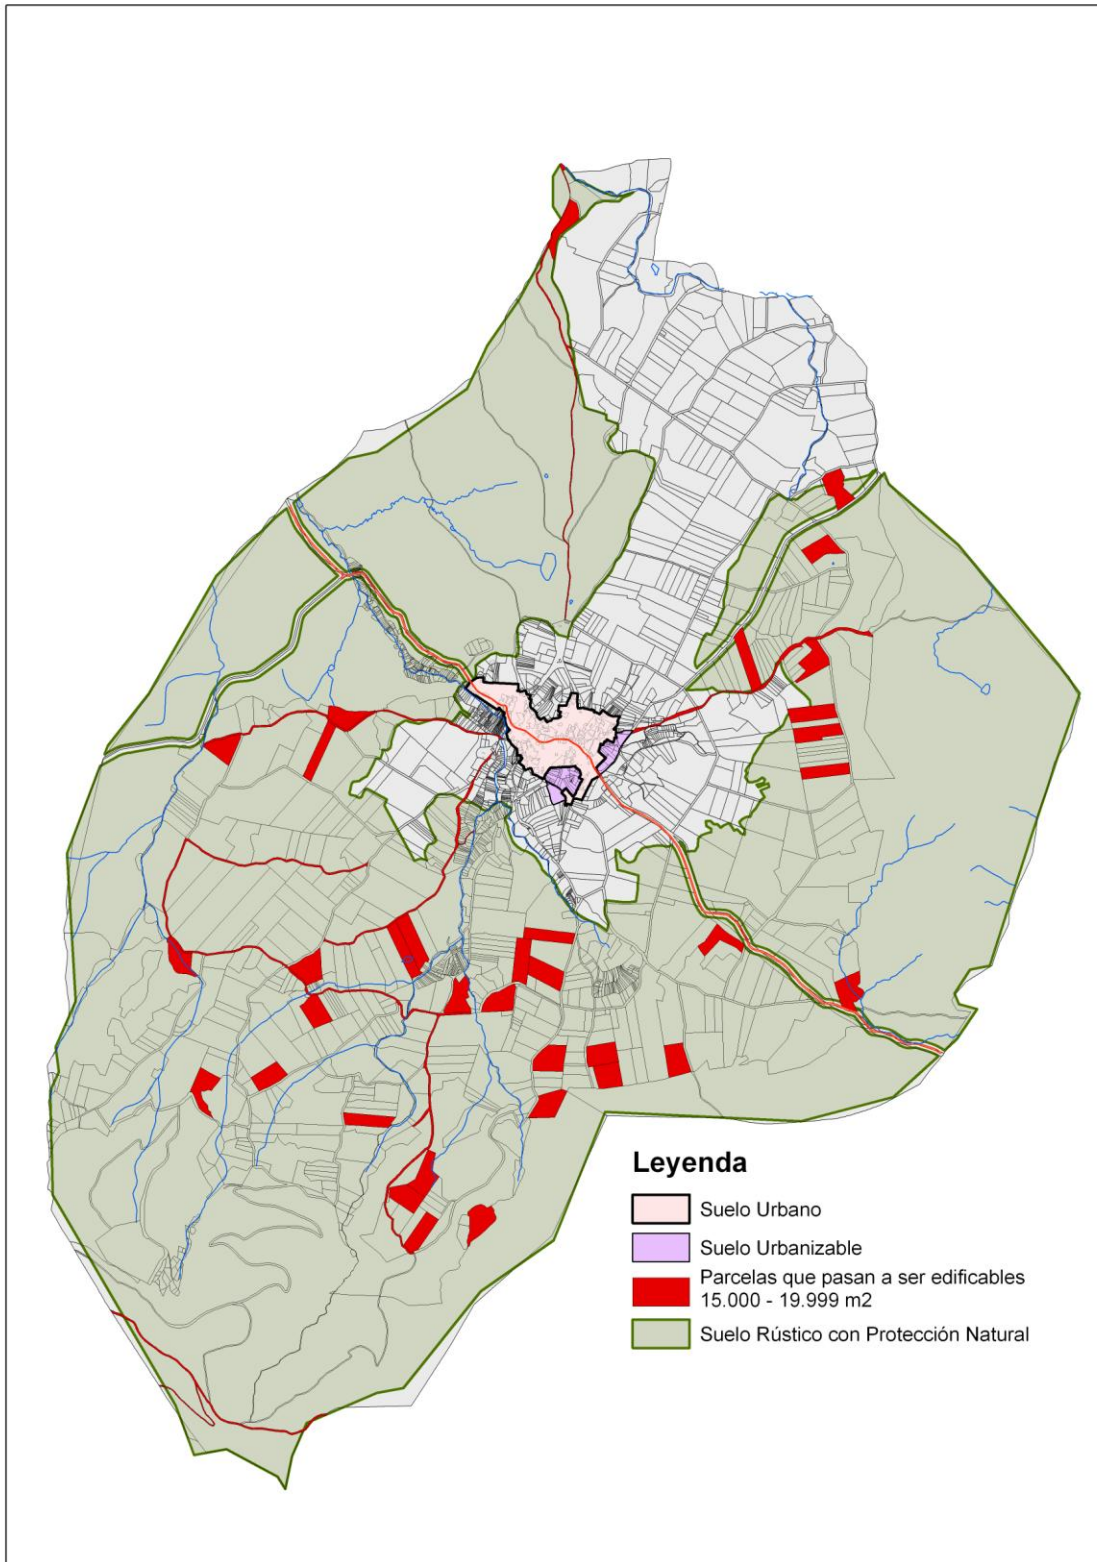 Leyenda
Suelo Urbano
Suelo Urbanizable
Parcelas que pasan a ser edificables
15.000 - 19.999 m2
Suelo Rústico con Protección Natural